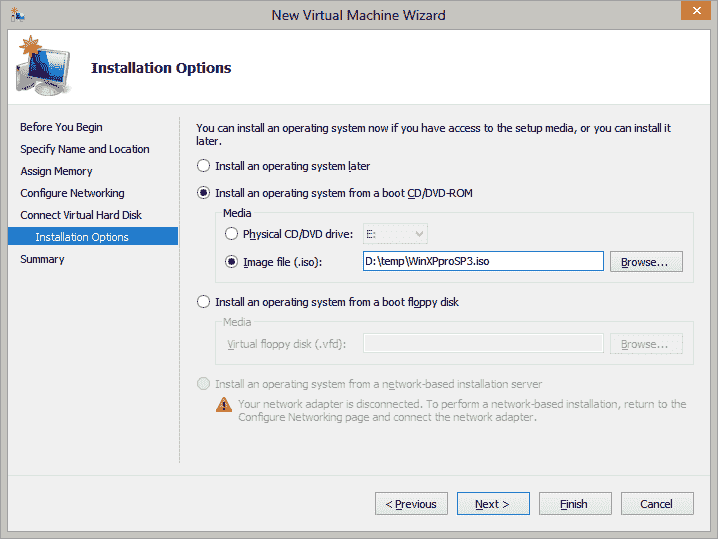 New Virtual Machine Wizard
Installation Options
Before You Begin
Specify Name and Location
Assign Memory
Configure Networking
Connect Virtual Hard Disk
Installation Options
Summary
You can install an operating system now if you have access to the setup media, or you can install it
later.
Install an operating system later
Install an operating system from a boot CD/DVD-ROM
Media
Physical CD/DVD drive: E:
Image file (.iso): D:\temp\WinXPproSP3.iso Browse...
Install an operating system from a boot floppy disk
Media
Virtual floppy disk (.vfd): Browse...
Install an operating system from a network-based installation server
Your network adapter is disconnected. To perform a network-based installation, return to the
Configure Networking page and connect the network adapter.
< Previous Next > Finish Cancel